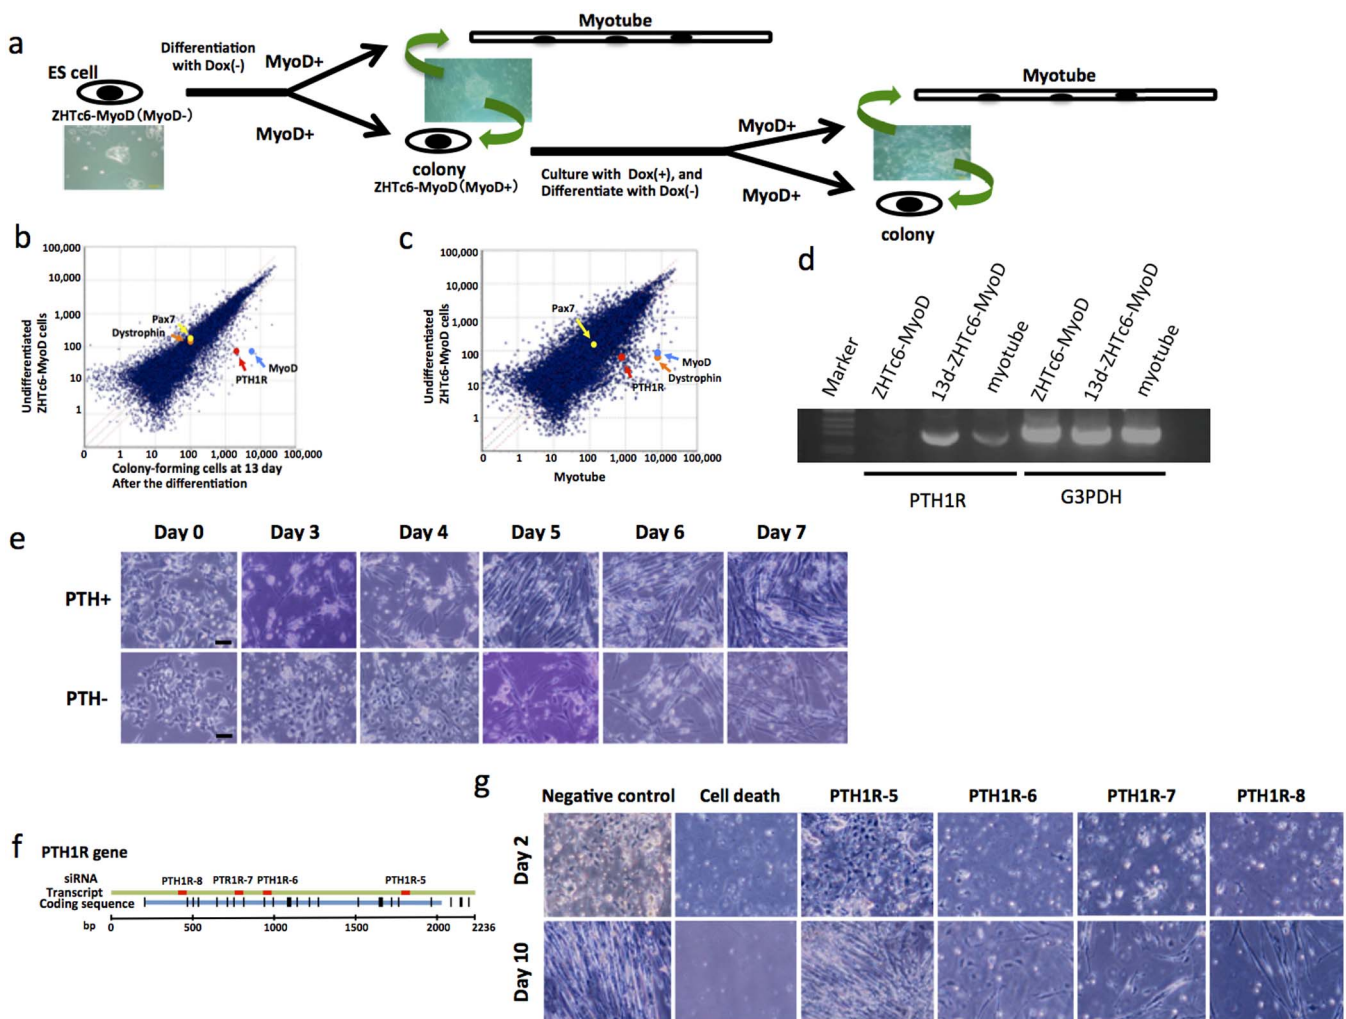 a
Myotube
Differentiation
with Dox(-)
MyoD+
ES cell
ZHTc6-MyoD(MyoD-)
MyoD+
colony
ZHTc6-MyoD(MyoD+)
Myotube
MyoD+
Culture with Dox(+), and
Differentiate with Dox(-)
MyoD+
colony
b
100,000
10,000
1,000
100
10
1
0
Undifferentiated
ZHTc6-MyoD cells
Pax7
Dystrophin
PTH1R
MyoD
0 1 10 100 1,000 10,000 100,000
Colony-forming cells at 13 day
After the differentiation
c
100,000
10,000
1,000
100
10
1
0
Undifferentiated
ZHTc6-MyoD cells
Pax7
MyoD
Dystrophin
PTH1R
0 1 10 100 1,000 10,000 100,000
Myotube
d
Marker
ZHTc6-MyoD
13d-ZHTc6-MyoD
myotube
ZHTc6-MyoD
13d-ZHTc6-MyoD
myotube
PTH1R
G3PDH
e
Day 0 Day 3 Day 4 Day 5 Day 6 Day 7
PTH+
PTH-
f
PTH1R gene
siRNA
PTH1R-8 PTR1R-7 PTH1R-6 PTH1R-5
Transcript
Coding sequence
bp 0 500 1000 1500 2000 2236
g
Negative control Cell death PTH1R-5 PTH1R-6 PTH1R-7 PTH1R-8
Day 2
Day 10